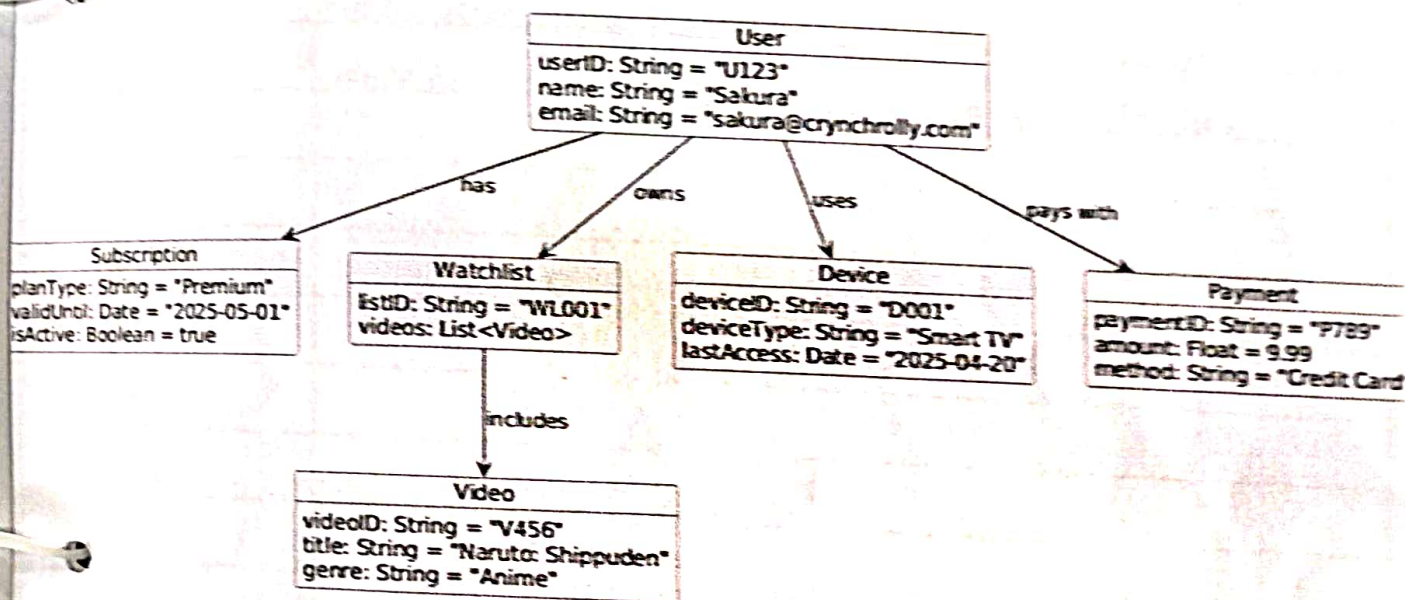 User
userID: String = "U123"
name: String = "Sakura"
email: String = "sakura@crynchrolly.com"
has
owns
uses
pays with
Subscription
planType: String = "Premium"
validUntil: Date = "2025-05-01"
isActive: Boolean = true
Watchlist
listID: String = "WL001"
videos: List<Video>
Device
deviceID: String = "D001"
deviceType: String = "Smart TV"
lastAccess: Date = "2025-04-20"
Payment
paymentID: String = "P789"
amount: Float = 9.99
method: String = "Credit Card
includes
Video
videoID: String = "V456"
title: String = "Naruto: Shippuden"
genre: String = "Anime"